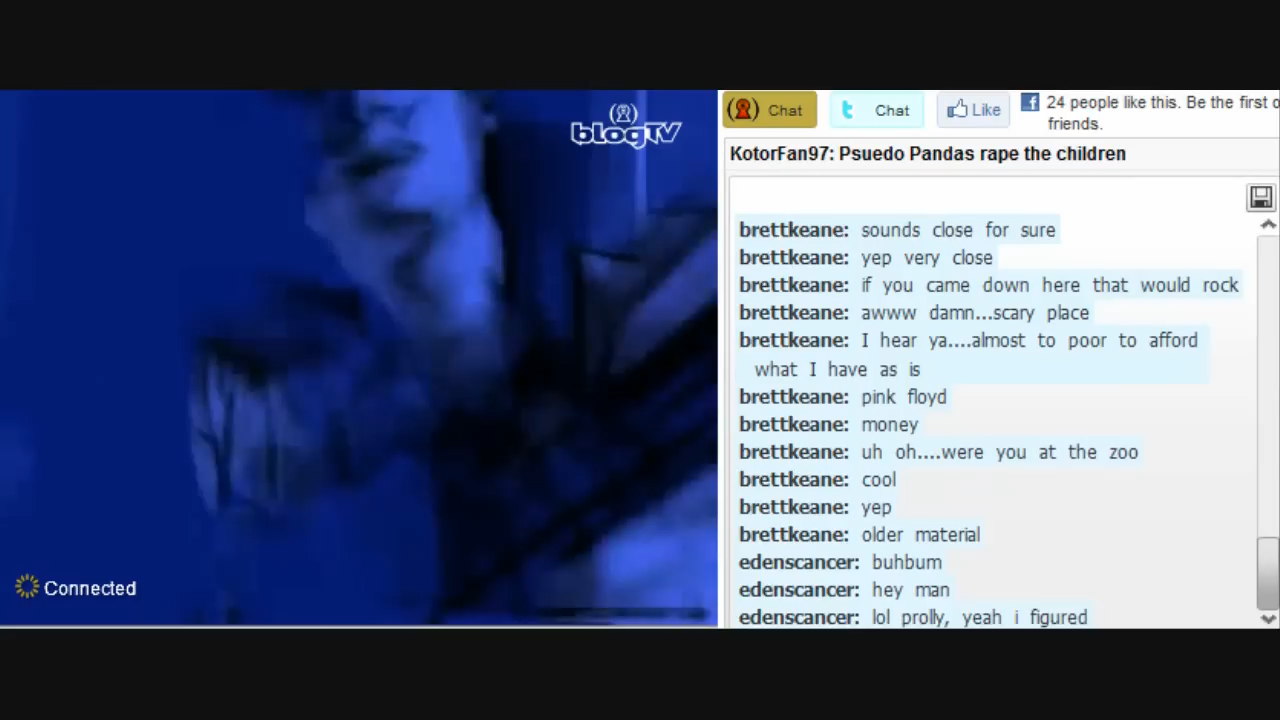 blogTV
Connected
Chat
Chat
Like
24 people like this. Be the first o
friends.
KotorFan97: Psuedo Pandas rape the children
brettkeane: sounds close for sure
brettkeane: yep very close
brettkeane: if you came down here that would rock
brettkeane: awww damn...scary place
brettkeane: I hear ya....almost to poor to afford
what I have as is
brettkeane: pink floyd
brettkeane: money
brettkeane: uh oh....were you at the zoo
brettkeane: cool
brettkeane: yep
brettkeane: older material
edenscancer: buhbum
edenscancer: hey man
edenscancer: lol prolly, yeah i figured